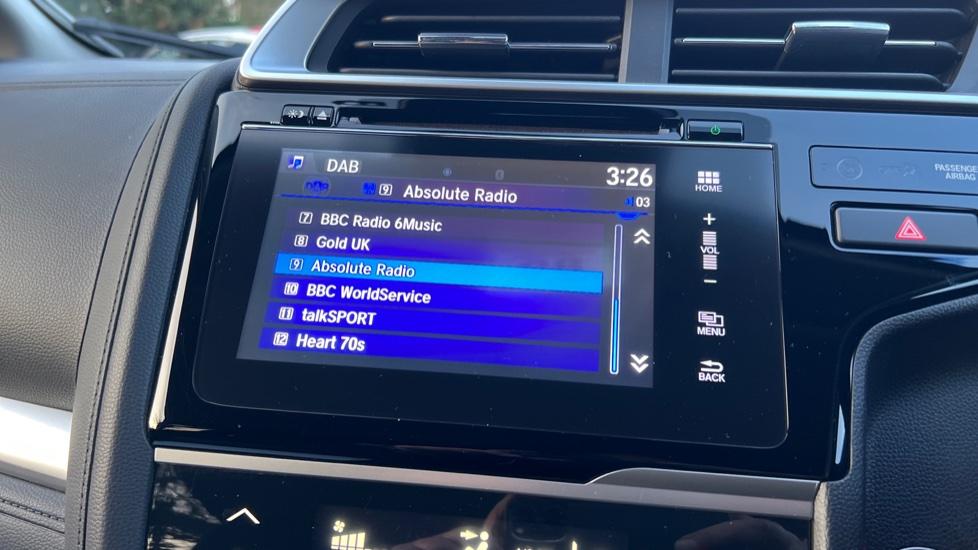 DAB 3:26
DAB 9 Absolute Radio 03
7 BBC Radio 6Music
8 Gold UK
9 Absolute Radio
10 BBC WorldService
11 talkSPORT
12 Heart 70s
HOME
+
VOL
−
MENU
BACK
PASSENGER
AIRBAG